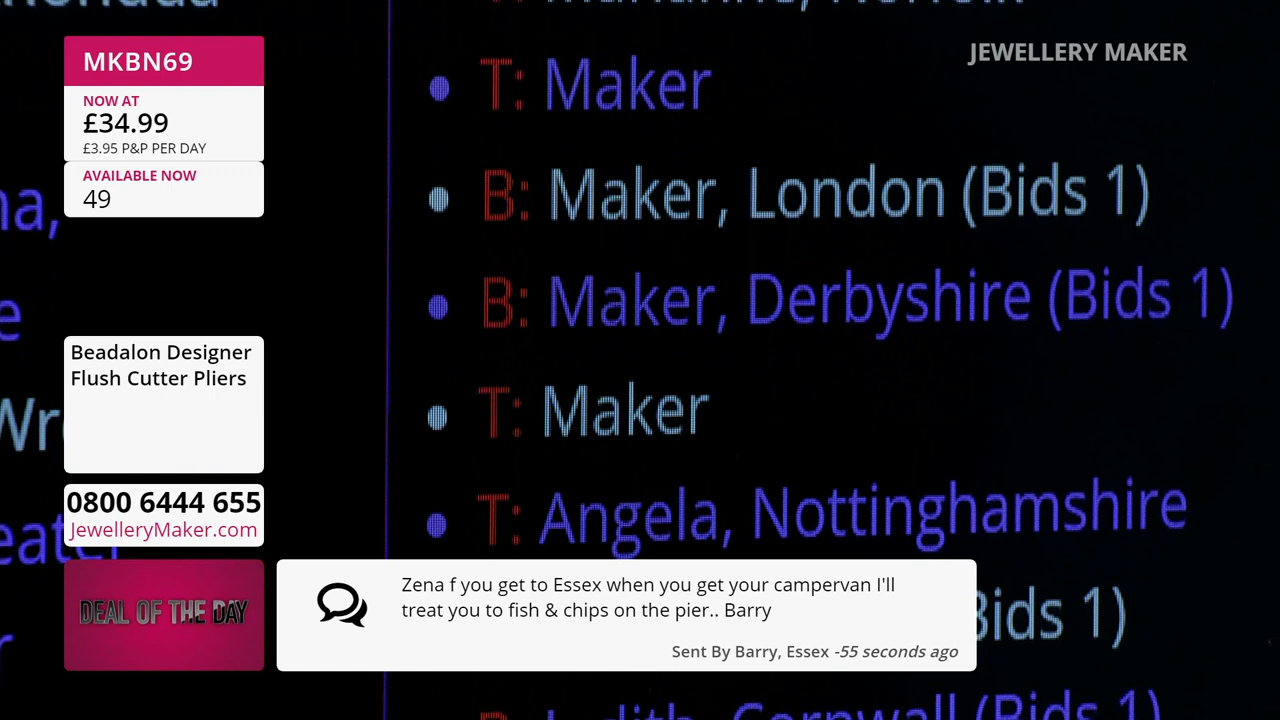 MKBN69
NOW AT
£34.99
£3.95 P&P PER DAY
AVAILABLE NOW
49
Beadalon Designer
Flush Cutter Pliers
0800 6444 655
JewelleryMaker.com
DEAL OF THE DAY
JEWELLERY MAKER
T: Maker
B: Maker, London (Bids 1)
B: Maker, Derbyshire (Bids 1)
T: Maker
T: Angela, Nottinghamshire
Bids 1)
Cornwall (Bids 1)
Zena f you get to Essex when you get your campervan I'll
treat you to fish & chips on the pier.. Barry
Sent By Barry, Essex -55 seconds ago